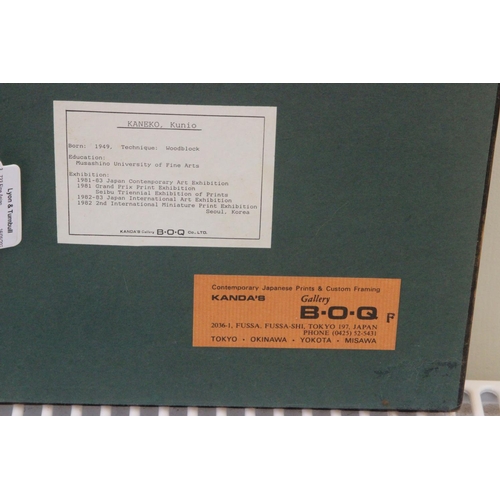 KANEKO, Kunio
Born: 1949, Technique: Woodblock
Education:
Musashino University of Fine Arts
Exhibition:
1981-83 Japan Contemporary Art Exhibition
1981 Grand Prix Print Exhibition
Seibu Triennial Exhibition of Prints
1982-83 Japan International Art Exhibition
1982 2nd International Miniature Print Exhibition
Seoul, Korea
KANDA'S Gallery B·O·Q Co., LTD.
Lyon & Turnbull
Contemporary Japanese Prints & Custom Framing
KANDA'S Gallery
B·O·Q F
2036-1, FUSSA, FUSSA-SHI, TOKYO 197, JAPAN
PHONE (0425) 52-5431
TOKYO · OKINAWA · YOKOTA · MISAWA